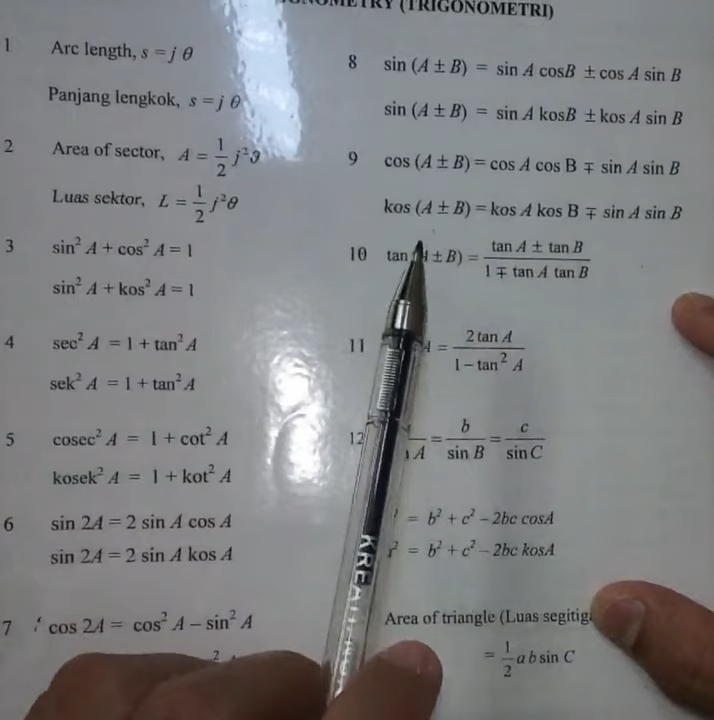 (TRIGONOMETRI)
1 Arc length, s = j θ
Panjang lengkok, s = j θ
2 Area of sector, A = 1/2 j²θ
Luas sektor, L = 1/2 j²θ
3 sin² A + cos² A = 1
sin² A + kos² A = 1
4 sec² A = 1 + tan² A
sek² A = 1 + tan² A
5 cosec² A = 1 + cot² A
kosek² A = 1 + kot² A
6 sin 2A = 2 sin A cos A
sin 2A = 2 sin A kos A
7 cos 2A = cos² A – sin² A
8 sin (A ± B) = sin A cosB ± cos A sin B
sin (A ± B) = sin A kosB ± kos A sin B
9 cos (A ± B) = cos A cos B ∓ sin A sin B
kos (A ± B) = kos A kos B ∓ sin A sin B
10 tan ± B) = (tan A ± tan B)/(1 ∓ tan A tan B)
11 = 2 tan A/(1 – tan² A)
12 A = b/sin B = c/sin C
= b² + c² – 2bc cosA
= b² + c² – 2bc kosA
Area of triangle (Luas
= 1/2 a b sin C